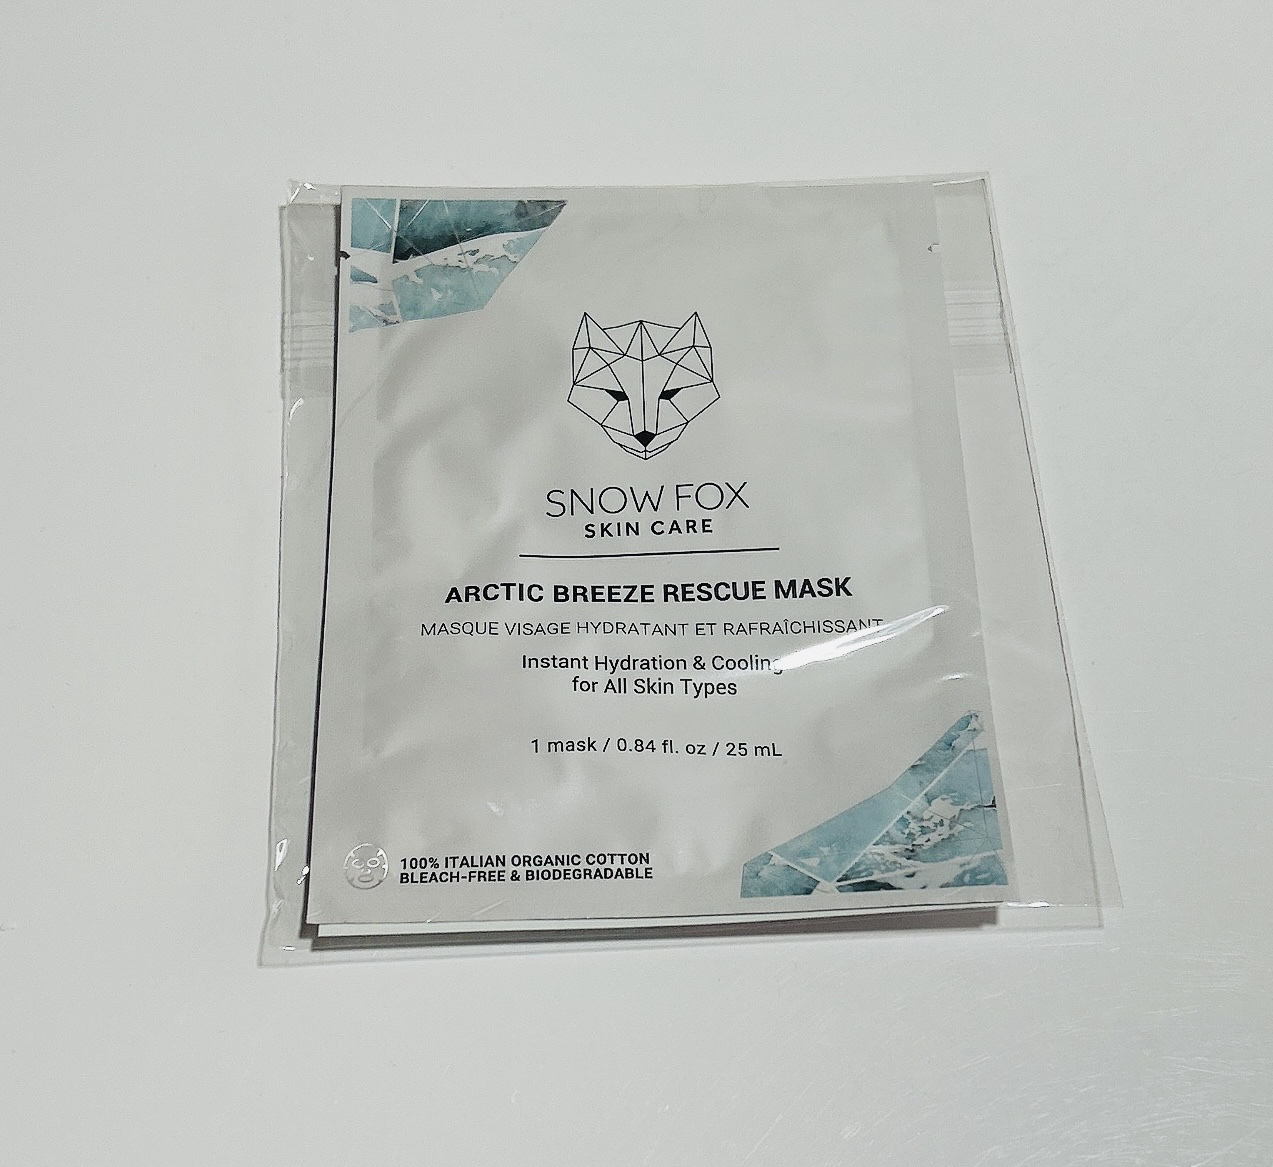 SNOW FOX
SKIN CARE
ARCTIC BREEZE RESCUE MASK
MASQUE VISAGE HYDRATANT ET RAFRAÎCHISSANT
Instant Hydration & Cooling
for All Skin Types
1 mask / 0.84 fl. oz / 25 mL
100% ITALIAN ORGANIC COTTON
BLEACH-FREE & BIODEGRADABLE